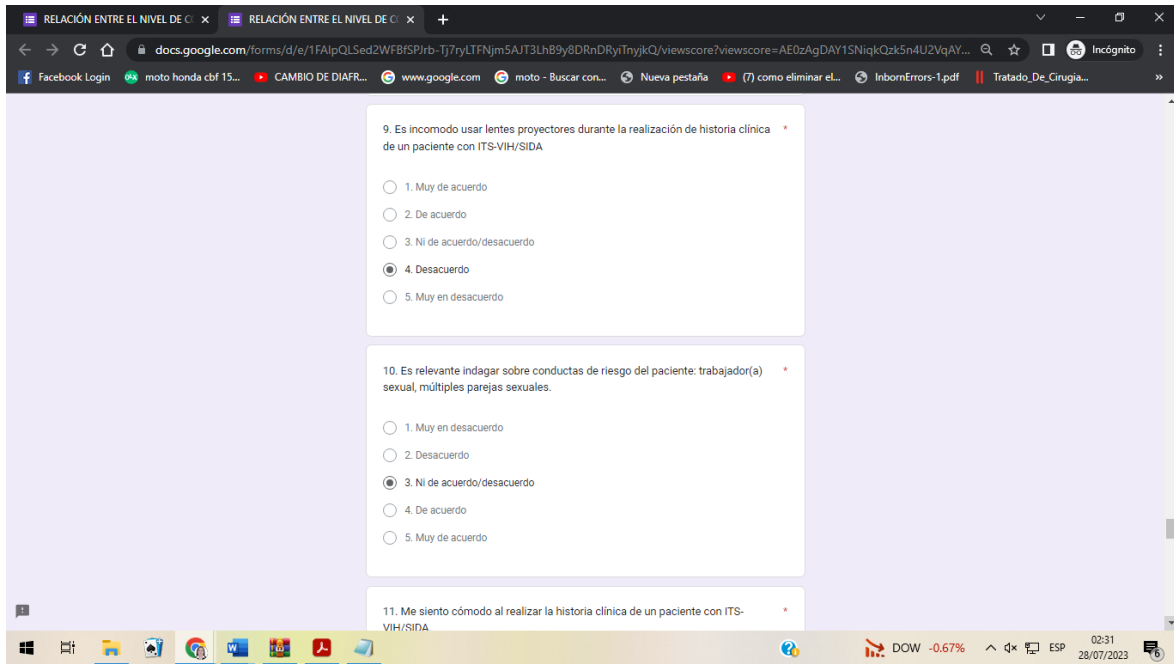 RELACIÓN ENTRE EL NIVEL DE C
RELACIÓN ENTRE EL NIVEL DE C
docs.google.com/forms/d/e/1FAIpQLSed2WFBfSPJrb-Tj7ryLTFNjm5AJT3LhB9y8DRnDRyiTnyjkQ/viewscore?viewscore=AE0zAgDAY1SNiqkQzk5n4U2VqAY...
Incógnito
Facebook Login
moto honda cbf 15...
CAMBIO DE DIAFR...
www.google.com
moto - Buscar con...
Nueva pestaña
(7) como eliminar el...
InbornErrors-1.pdf
Tratado_De_Cirugia...
9. Es incomodo usar lentes proyectores durante la realización de historia clínica *
de un paciente con ITS-VIH/SIDA
1. Muy de acuerdo
2. De acuerdo
3. Ni de acuerdo/desacuerdo
4. Desacuerdo
5. Muy en desacuerdo
10. Es relevante indagar sobre conductas de riesgo del paciente: trabajador(a) *
sexual, múltiples parejas sexuales.
1. Muy en desacuerdo
2. Desacuerdo
3. Ni de acuerdo/desacuerdo
4. De acuerdo
5. Muy de acuerdo
11. Me siento cómodo al realizar la historia clínica de un paciente con ITS- *
VIH/SIDA
DOW -0.67%
ESP
02:31
28/07/2023
6